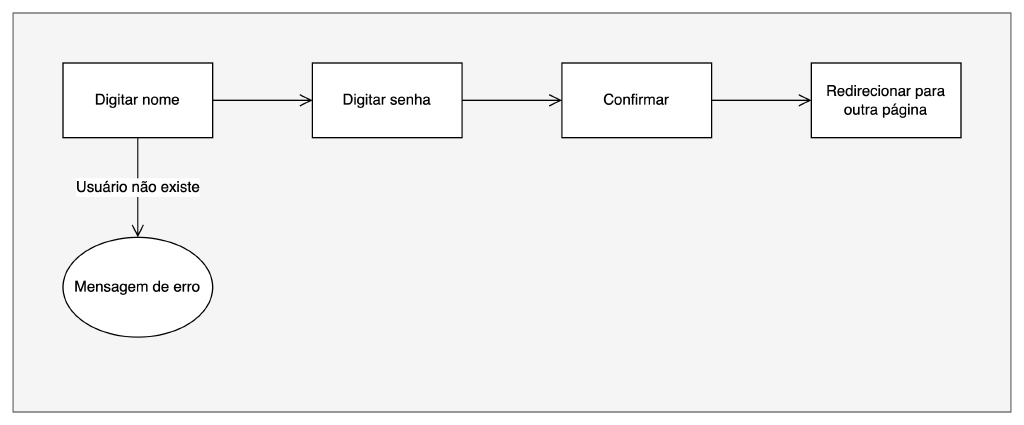 Digitar nome
Digitar senha
Confirmar
Redirecionar para
outra página
Usuário não existe
Mensagem de erro